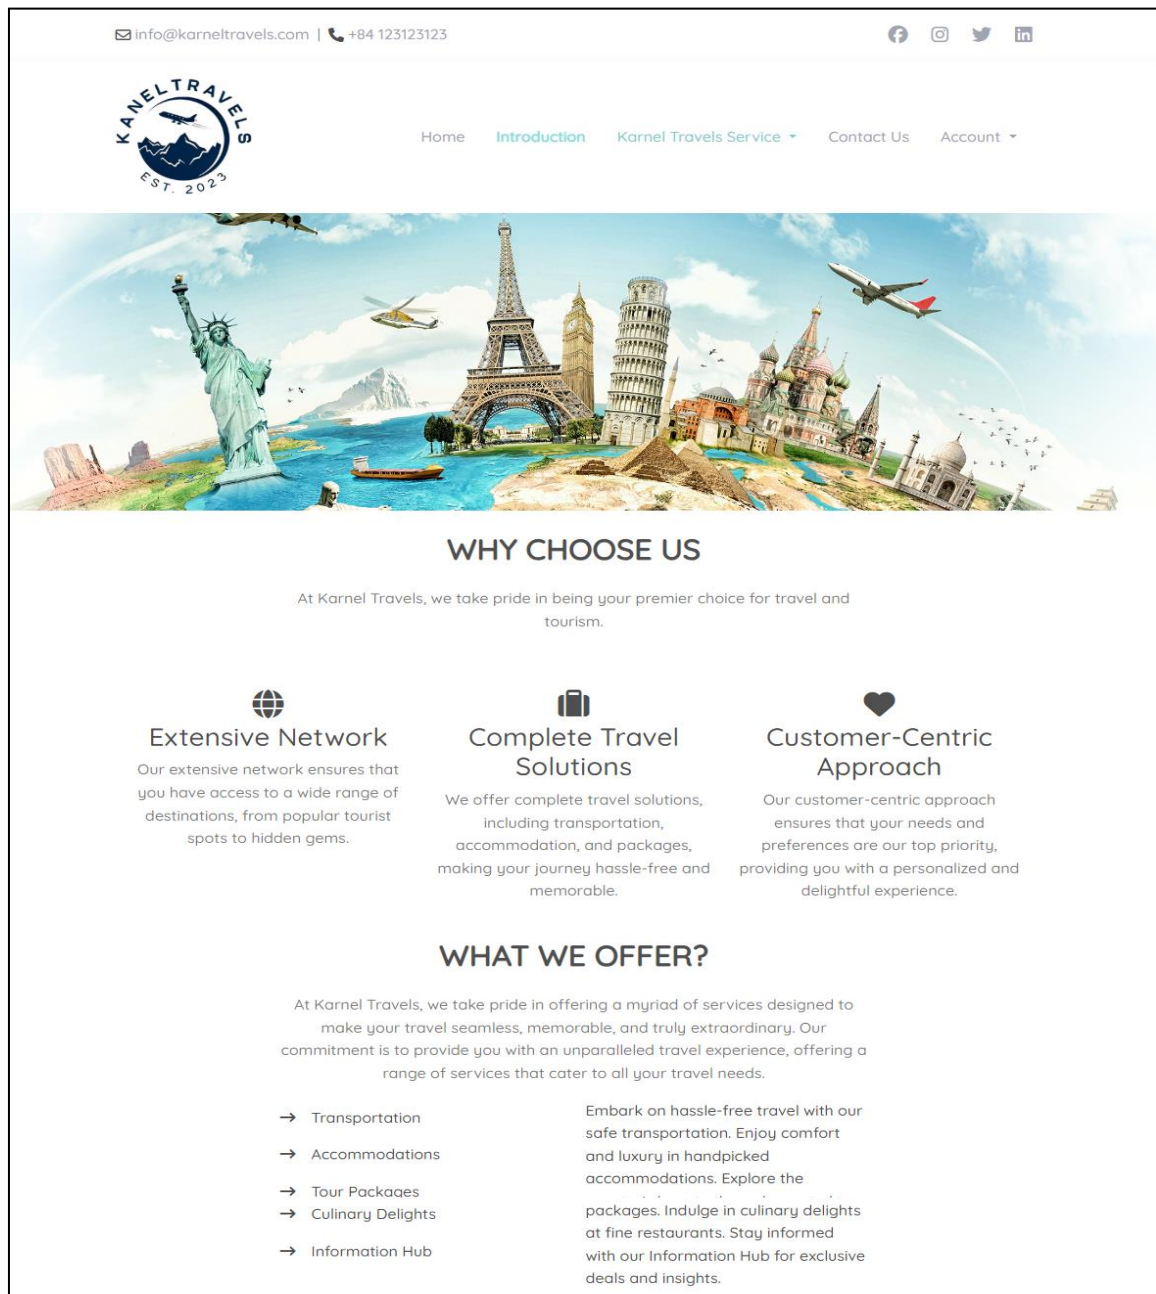 info@karneltravels.com | +84 123123123
KANELTRAVELS
EST. 2023
Home Introduction Karnel Travels Service Contact Us Account
WHY CHOOSE US
At Karnel Travels, we take pride in being your premier choice for travel and
tourism.
Extensive Network
Our extensive network ensures that
you have access to a wide range of
destinations, from popular tourist
spots to hidden gems.
Complete Travel
Solutions
We offer complete travel solutions,
including transportation,
accommodation, and packages,
making your journey hassle-free and
memorable.
Customer-Centric
Approach
Our customer-centric approach
ensures that your needs and
preferences are our top priority,
providing you with a personalized and
delightful experience.
WHAT WE OFFER?
At Karnel Travels, we take pride in offering a myriad of services designed to
make your travel seamless, memorable, and truly extraordinary. Our
commitment is to provide you with an unparalleled travel experience, offering a
range of services that cater to all your travel needs.
→ Transportation
→ Accommodations
→ Tour Packages
→ Culinary Delights
→ Information Hub
Embark on hassle-free travel with our
safe transportation. Enjoy comfort
and luxury in handpicked
accommodations. Explore the
packages. Indulge in culinary delights
at fine restaurants. Stay informed
with our Information Hub for exclusive
deals and insights.